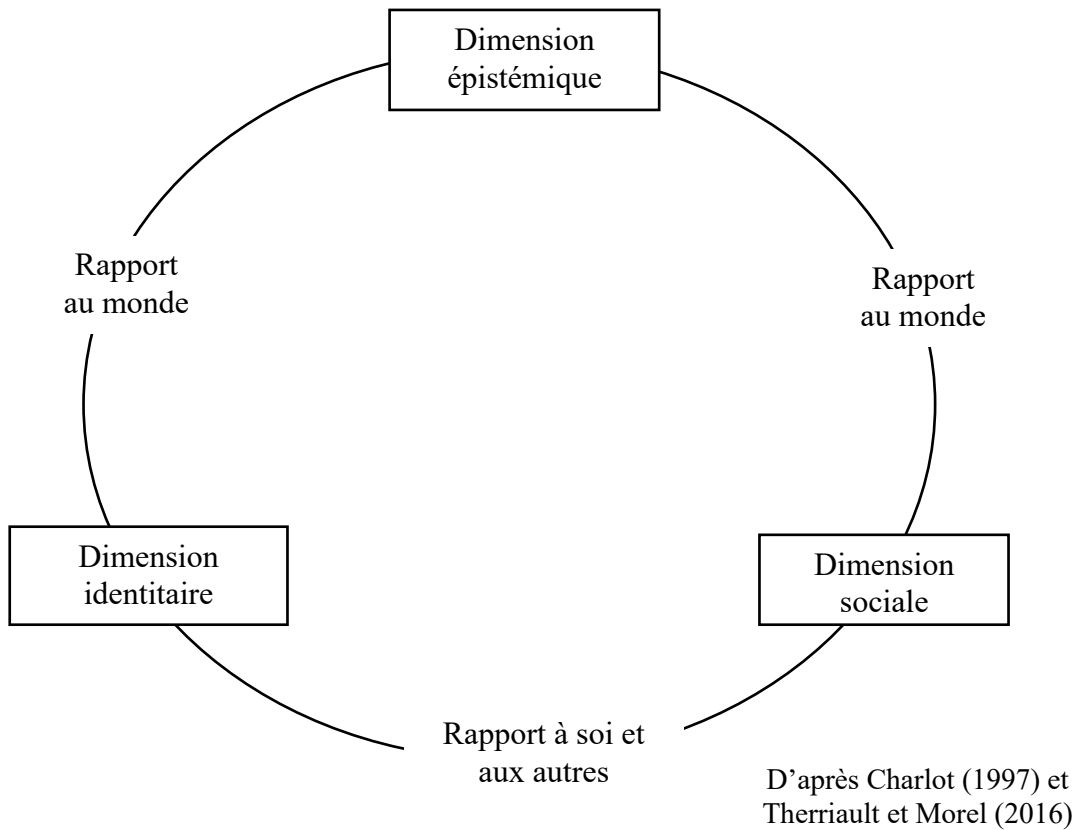 Dimension
épistémique
Rapport
au monde
Rapport
au monde
Dimension
identitaire
Dimension
sociale
Rapport à soi et
aux autres
D’après Charlot (1997) et
Therriault et Morel (2016)